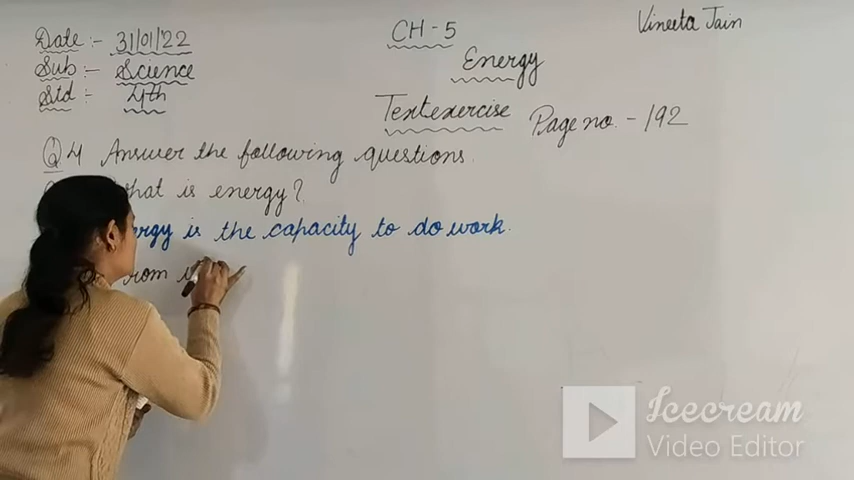 Date :- 31/01/22
Sub :- Science
Std :- 4th
CH - 5
Energy
Vineeta Jain
Textexercise Page no. - 192
Q4 Answer the following questions.
hat is energy?
ergy is the capacity to do work.
rom
Icecream
Video Editor